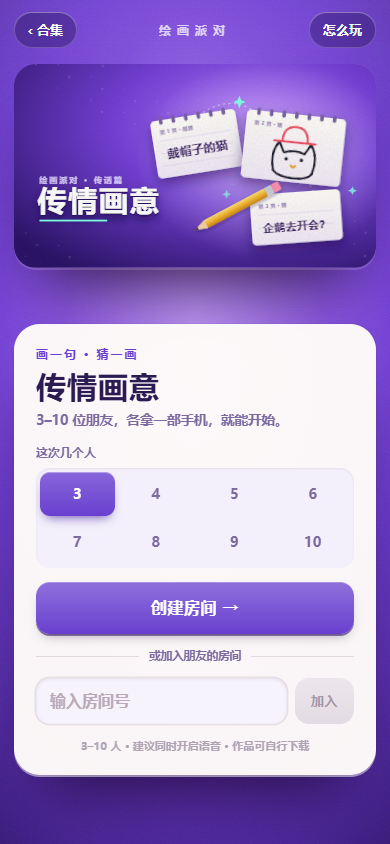 ‹ 合集
绘画派对
怎么玩
第 1 页・题面
戴帽子的猫
第 2 页・画
绘画派对 • 传话篇
传情画意
第 3 页・猜
企鹅去开会?
画一句 • 猜一画
传情画意
3–10 位朋友，各拿一部手机，就能开始。
这次几个人
3 4 5 6
7 8 9 10
创建房间 →
或加入朋友的房间
输入房间号
加入
3–10 人 • 建议同时开启语音 • 作品可自行下载